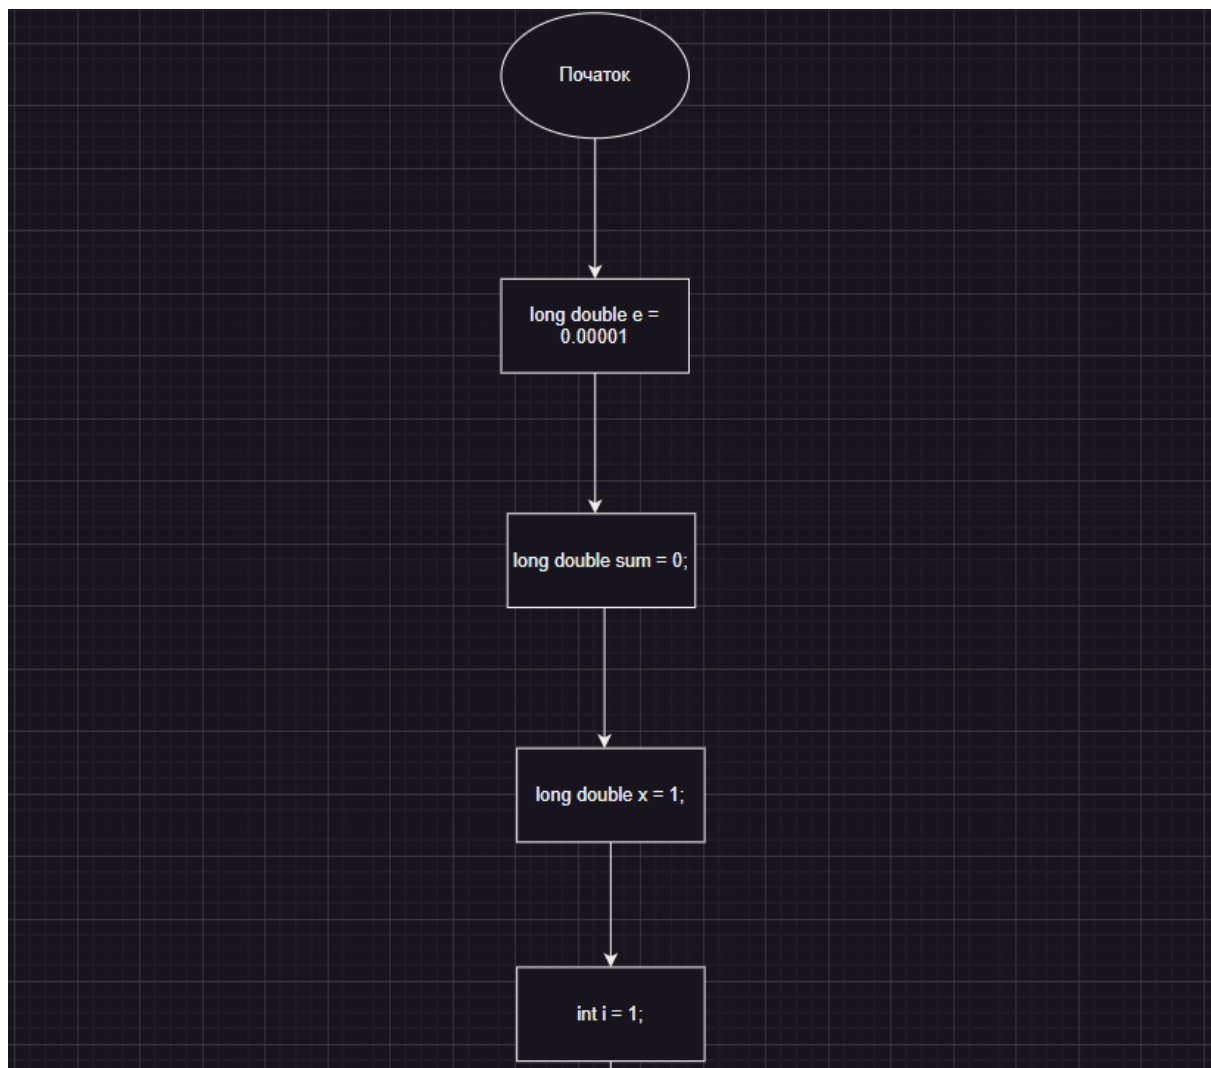 Початок
long double e =
0.00001
long double sum = 0;
long double x = 1;
int i = 1;